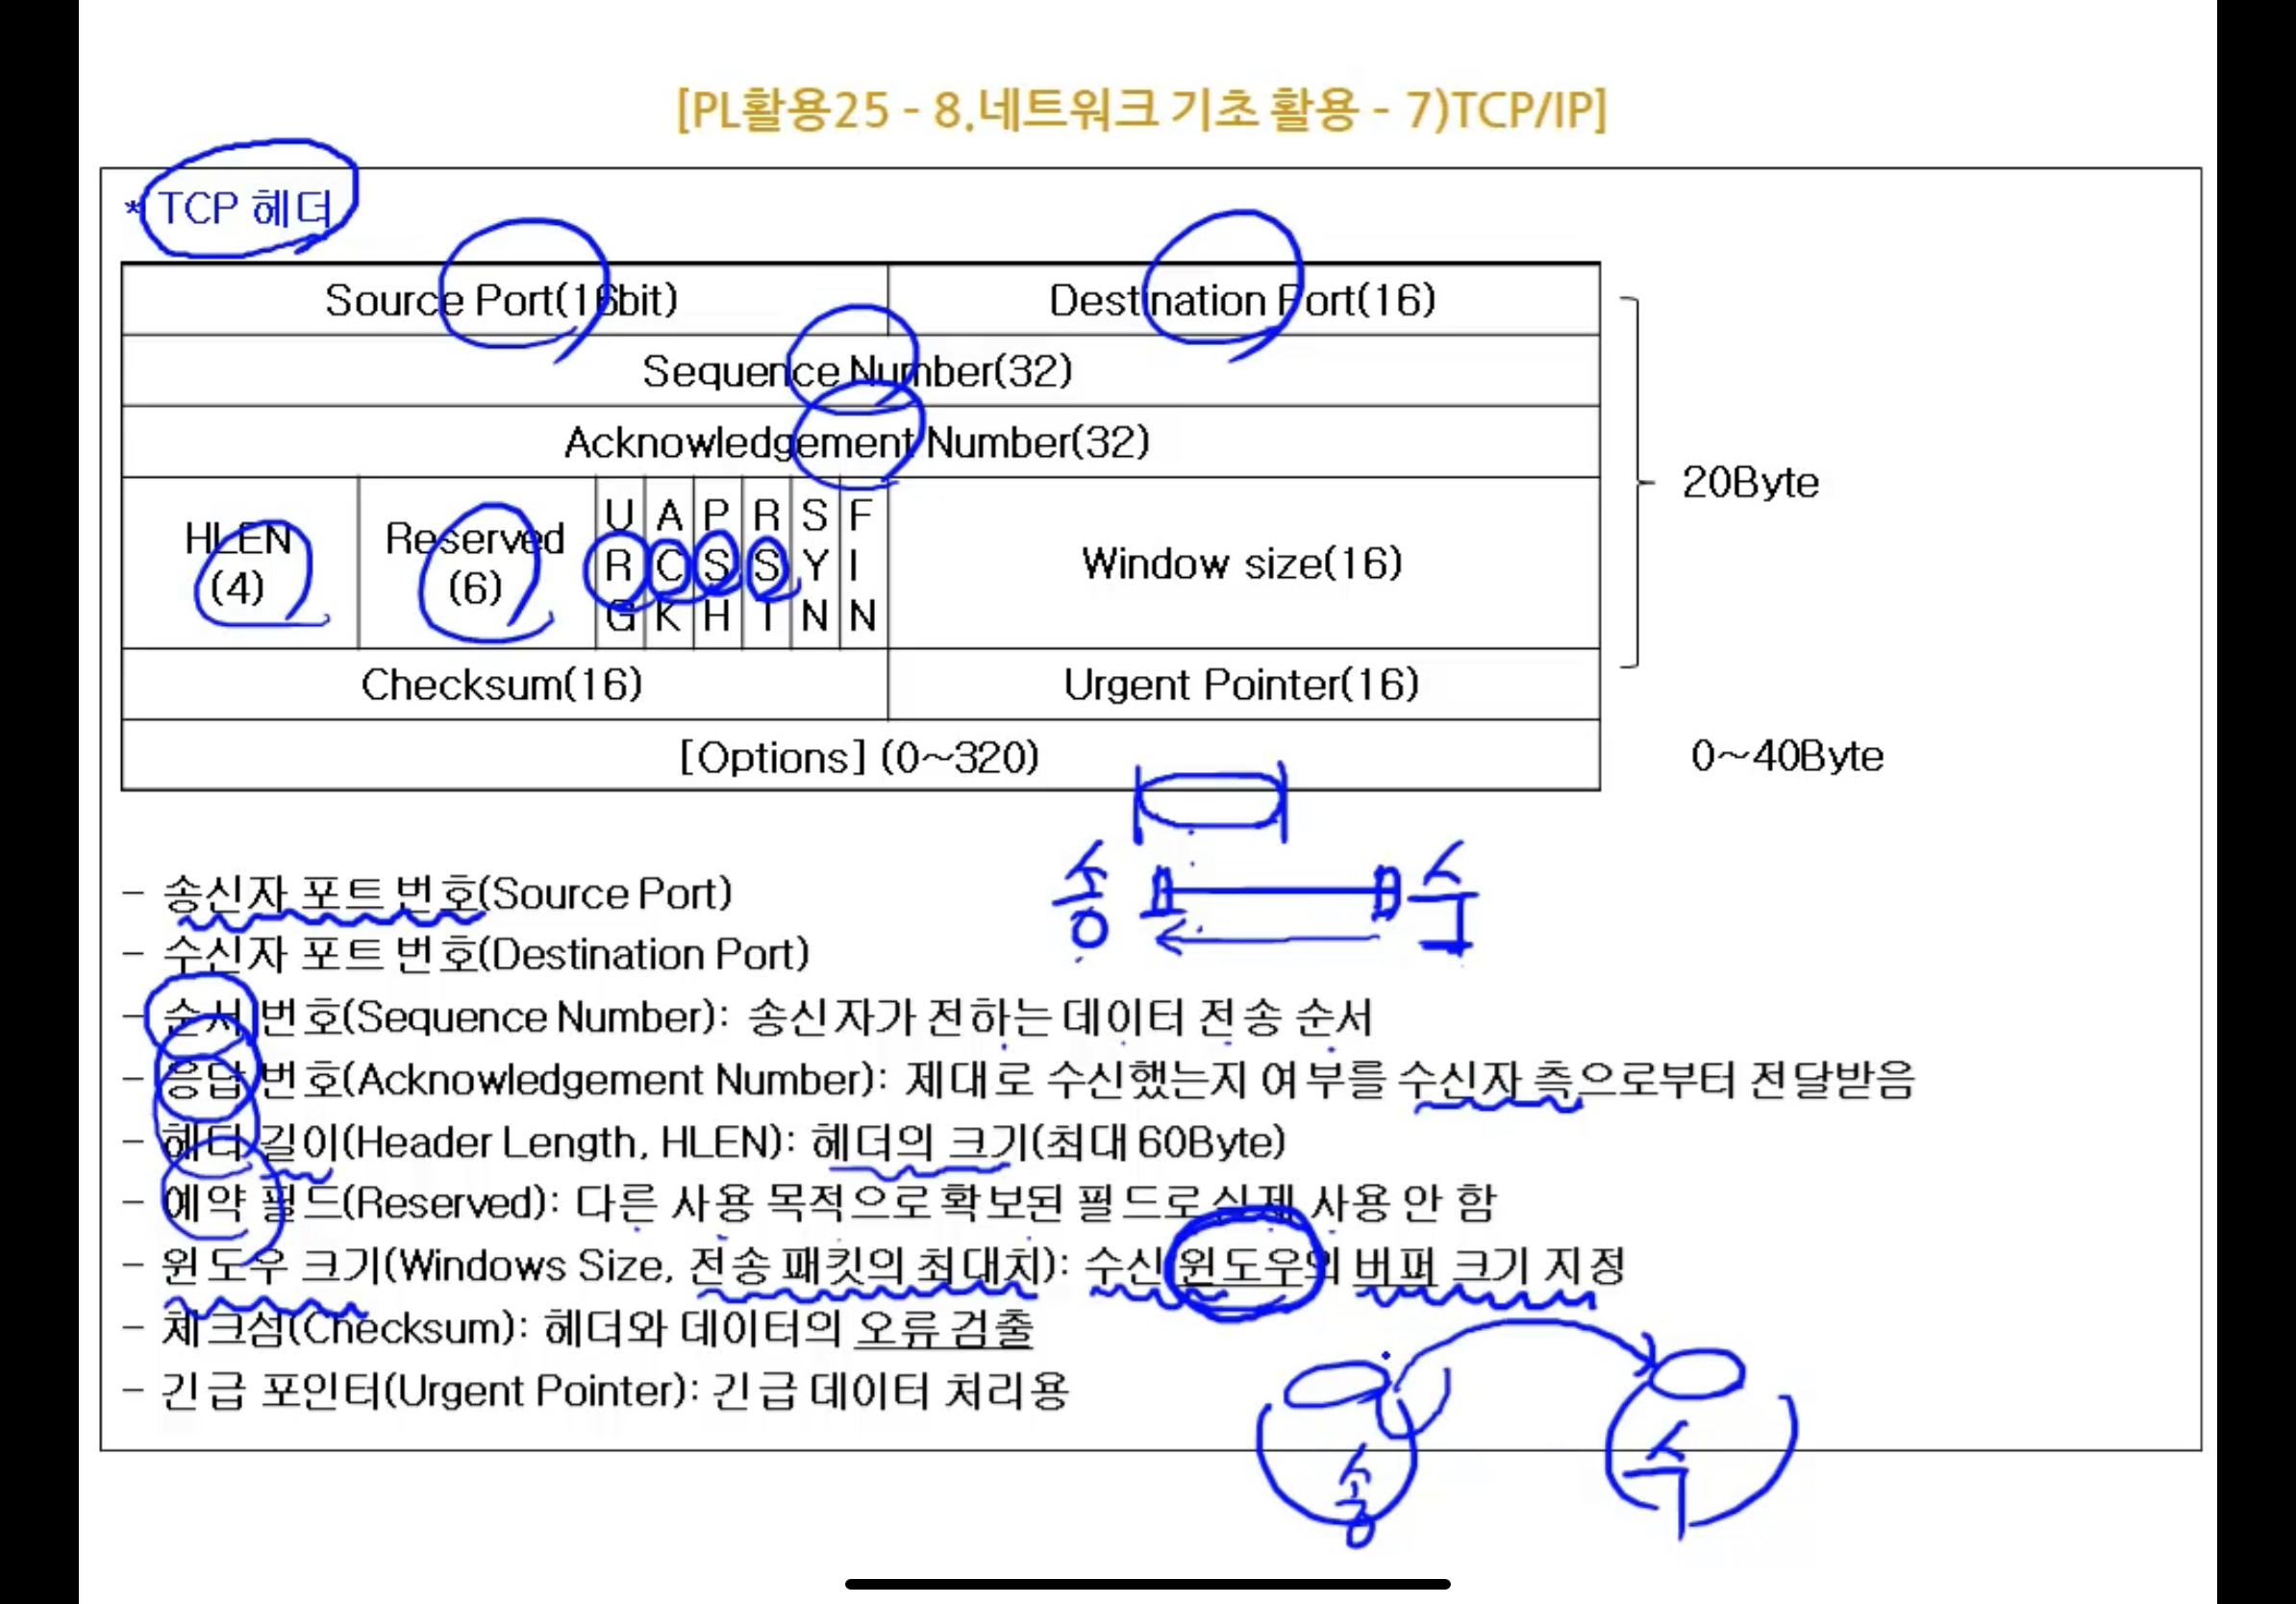 [PL활용25 - 8.네트워크 기초 활용 - 7)TCP/IP]
* TCP 헤더
Source Port(16bit) Destination Port(16)
Sequence Number(32)
Acknowledgement Number(32)
20Byte
HLEN (4) Reserved (6) URG ACK PSH RST SYN FIN Window size(16)
Checksum(16) Urgent Pointer(16)
[Options] (0~320) 0~40Byte
송 수
- 송신자 포트 번호(Source Port)
- 수신자 포트 번호(Destination Port)
- 순서 번호(Sequence Number): 송신자가 전하는 데이터 전송 순서
- 응답 번호(Acknowledgement Number): 제대로 수신했는지 여부를 수신자 측으로부터 전달받음
- 헤더 길이(Header Length, HLEN): 헤더의 크기(최대 60Byte)
- 예약 필드(Reserved): 다른 사용 목적으로 확보된 필드로 실제 사용 안 함
- 윈도우 크기(Windows Size, 전송 패킷의 최대치): 수신 윈도우의 버퍼 크기 지정
- 체크섬(Checksum): 헤더와 데이터의 오류 검출
- 긴급 포인터(Urgent Pointer): 긴급 데이터 처리용
송 수